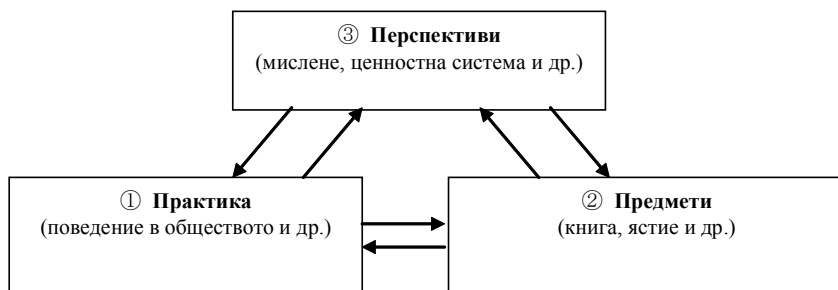 ③ Перспективи
(мислене, ценностна система и др.)
① Практика
(поведение в обществото и др.)
② Предмети
(книга, ястие и др.)